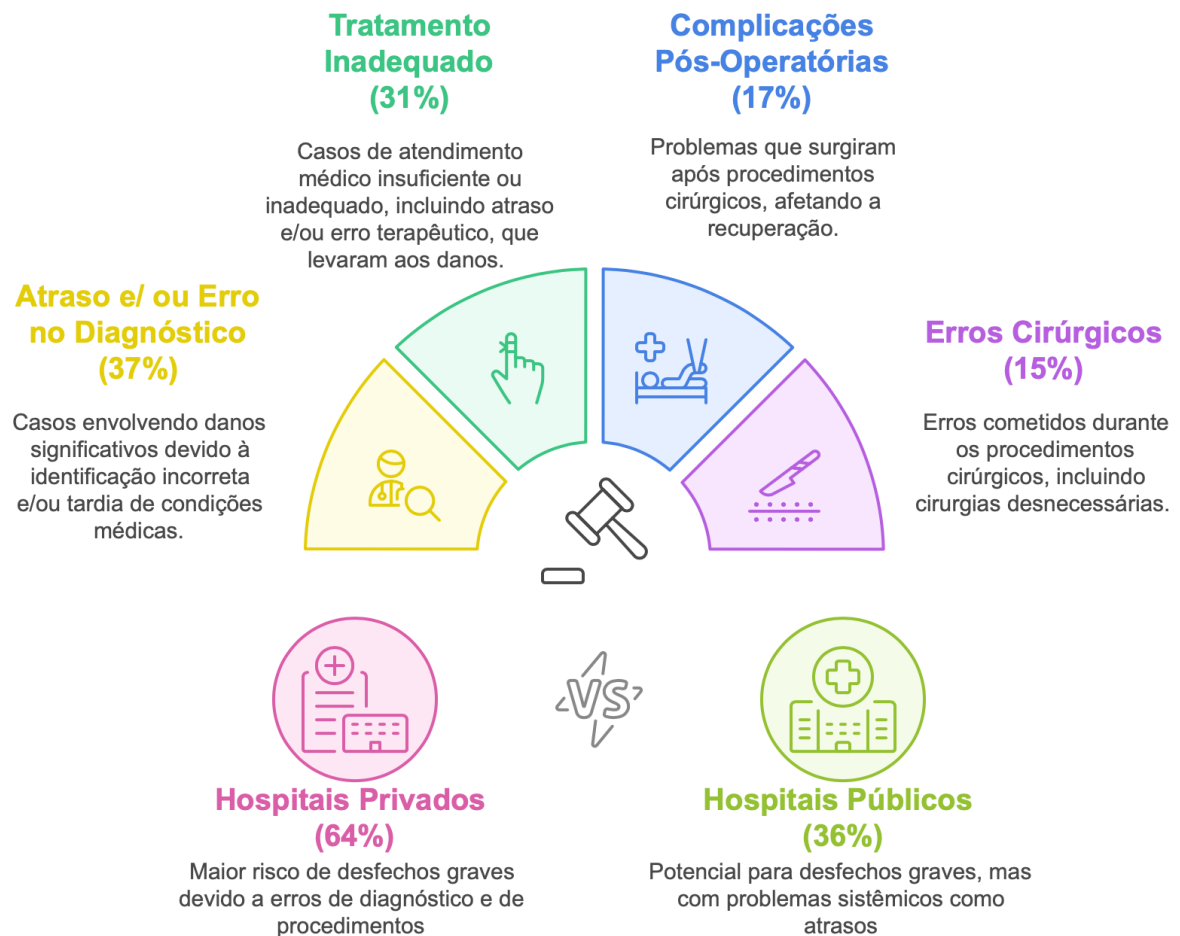 Tratamento
Inadequado
(31%)
Casos de atendimento
médico insuficiente ou
inadequado, incluindo atraso
e/ou erro terapêutico, que
levaram aos danos.
Complicações
Pós-Operatórias
(17%)
Problemas que surgiram
após procedimentos
cirúrgicos, afetando a
recuperação.
Atraso e/ ou Erro
no Diagnóstico
(37%)
Casos envolvendo danos
significativos devido à
identificação incorreta
e/ou tardia de condições
médicas.
Erros Cirúrgicos
(15%)
Erros cometidos durante
os procedimentos
cirúrgicos, incluindo
cirurgias desnecessárias.
VS
Hospitais Privados
(64%)
Maior risco de desfechos graves
devido a erros de diagnóstico e de
procedimentos
Hospitais Públicos
(36%)
Potencial para desfechos graves, mas
com problemas sistêmicos como
atrasos